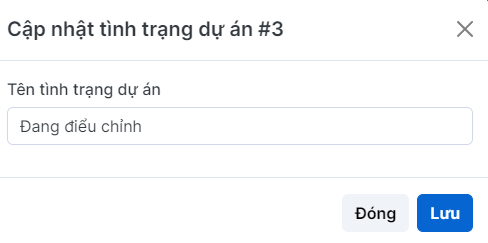 Cập nhật tình trạng dự án #3
Tên tình trạng dự án
Đang điều chỉnh
Đóng
Lưu